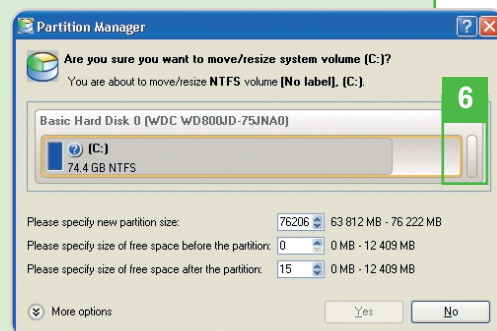 Partition Manager
Are you sure you want to move/resize system volume (C:)?
You are about to move/resize NTFS volume [No label], (C:).
6
Basic Hard Disk 0 (WDC WD800JD-75JNA0)
(C:)
74.4 GB NTFS
Please specify new partition size: 76206 63 812 MB - 76 222 MB
Please specify size of free space before the partition: 0 0 MB - 12 409 MB
Please specify size of free space after the partition: 15 0 MB - 12 409 MB
More options Yes No